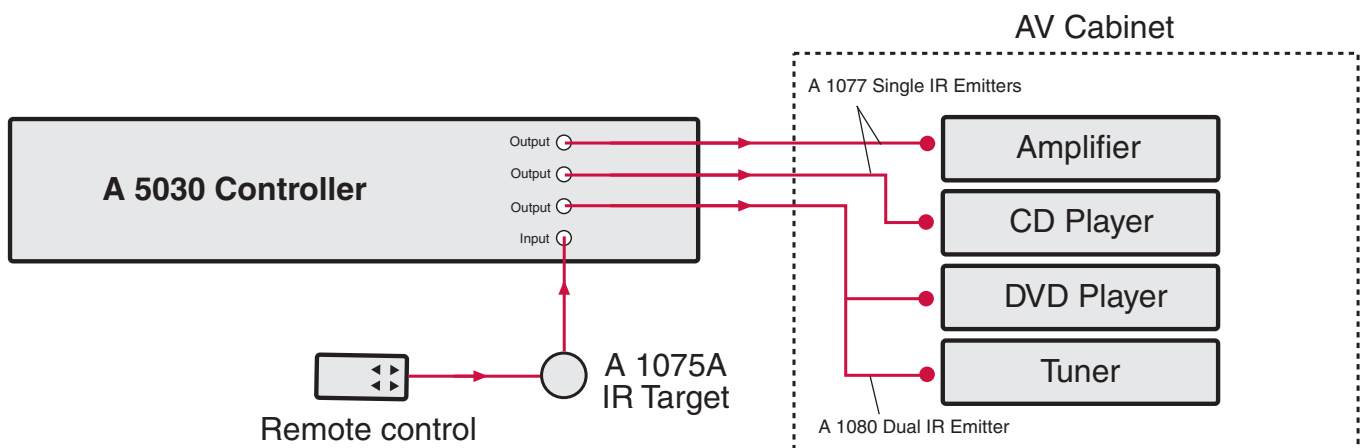 AV Cabinet
A 1077 Single IR Emitters
Output
Amplifier
Output
A 5030 Controller
CD Player
Output
Input
DVD Player
A 1075A
IR Target
Tuner
Remote control
A 1080 Dual IR Emitter